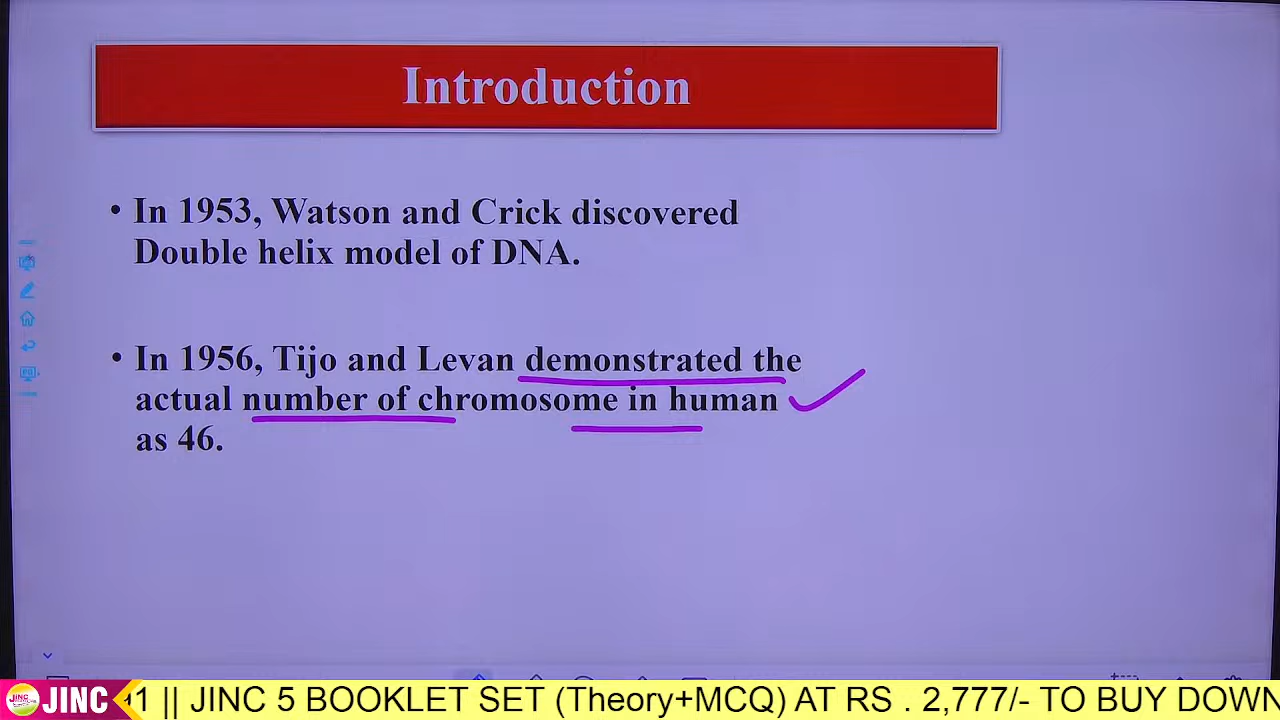 Introduction
• In 1953, Watson and Crick discovered
Double helix model of DNA.
• In 1956, Tijo and Levan demonstrated the
actual number of chromosome in human
as 46.
JINC
1 || JINC 5 BOOKLET SET (Theory+MCQ) AT RS . 2,777/- TO BUY DOWN